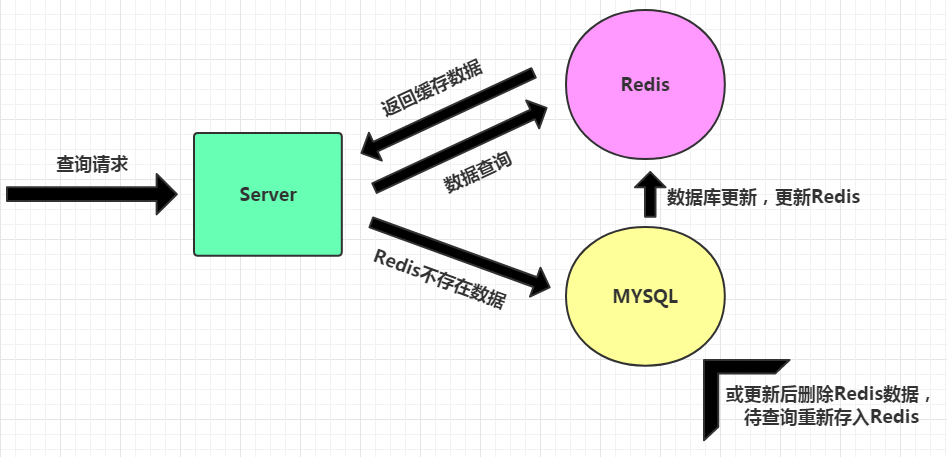 返回缓存数据
Redis
查询请求
Server
数据查询
数据库更新，更新Redis
Redis不存在数据
MYSQL
或更新后删除Redis数据，
待查询重新存入Redis